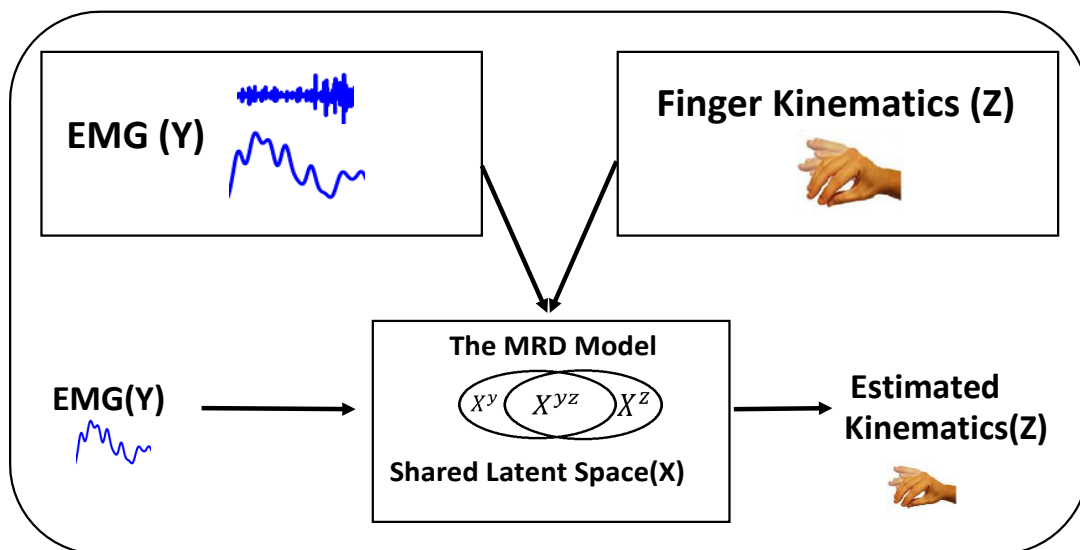 EMG (Y)
Finger Kinematics (Z)
The MRD Model
X^y X^{yz} X^z
Shared Latent Space(X)
EMG(Y)
Estimated
Kinematics(Z)